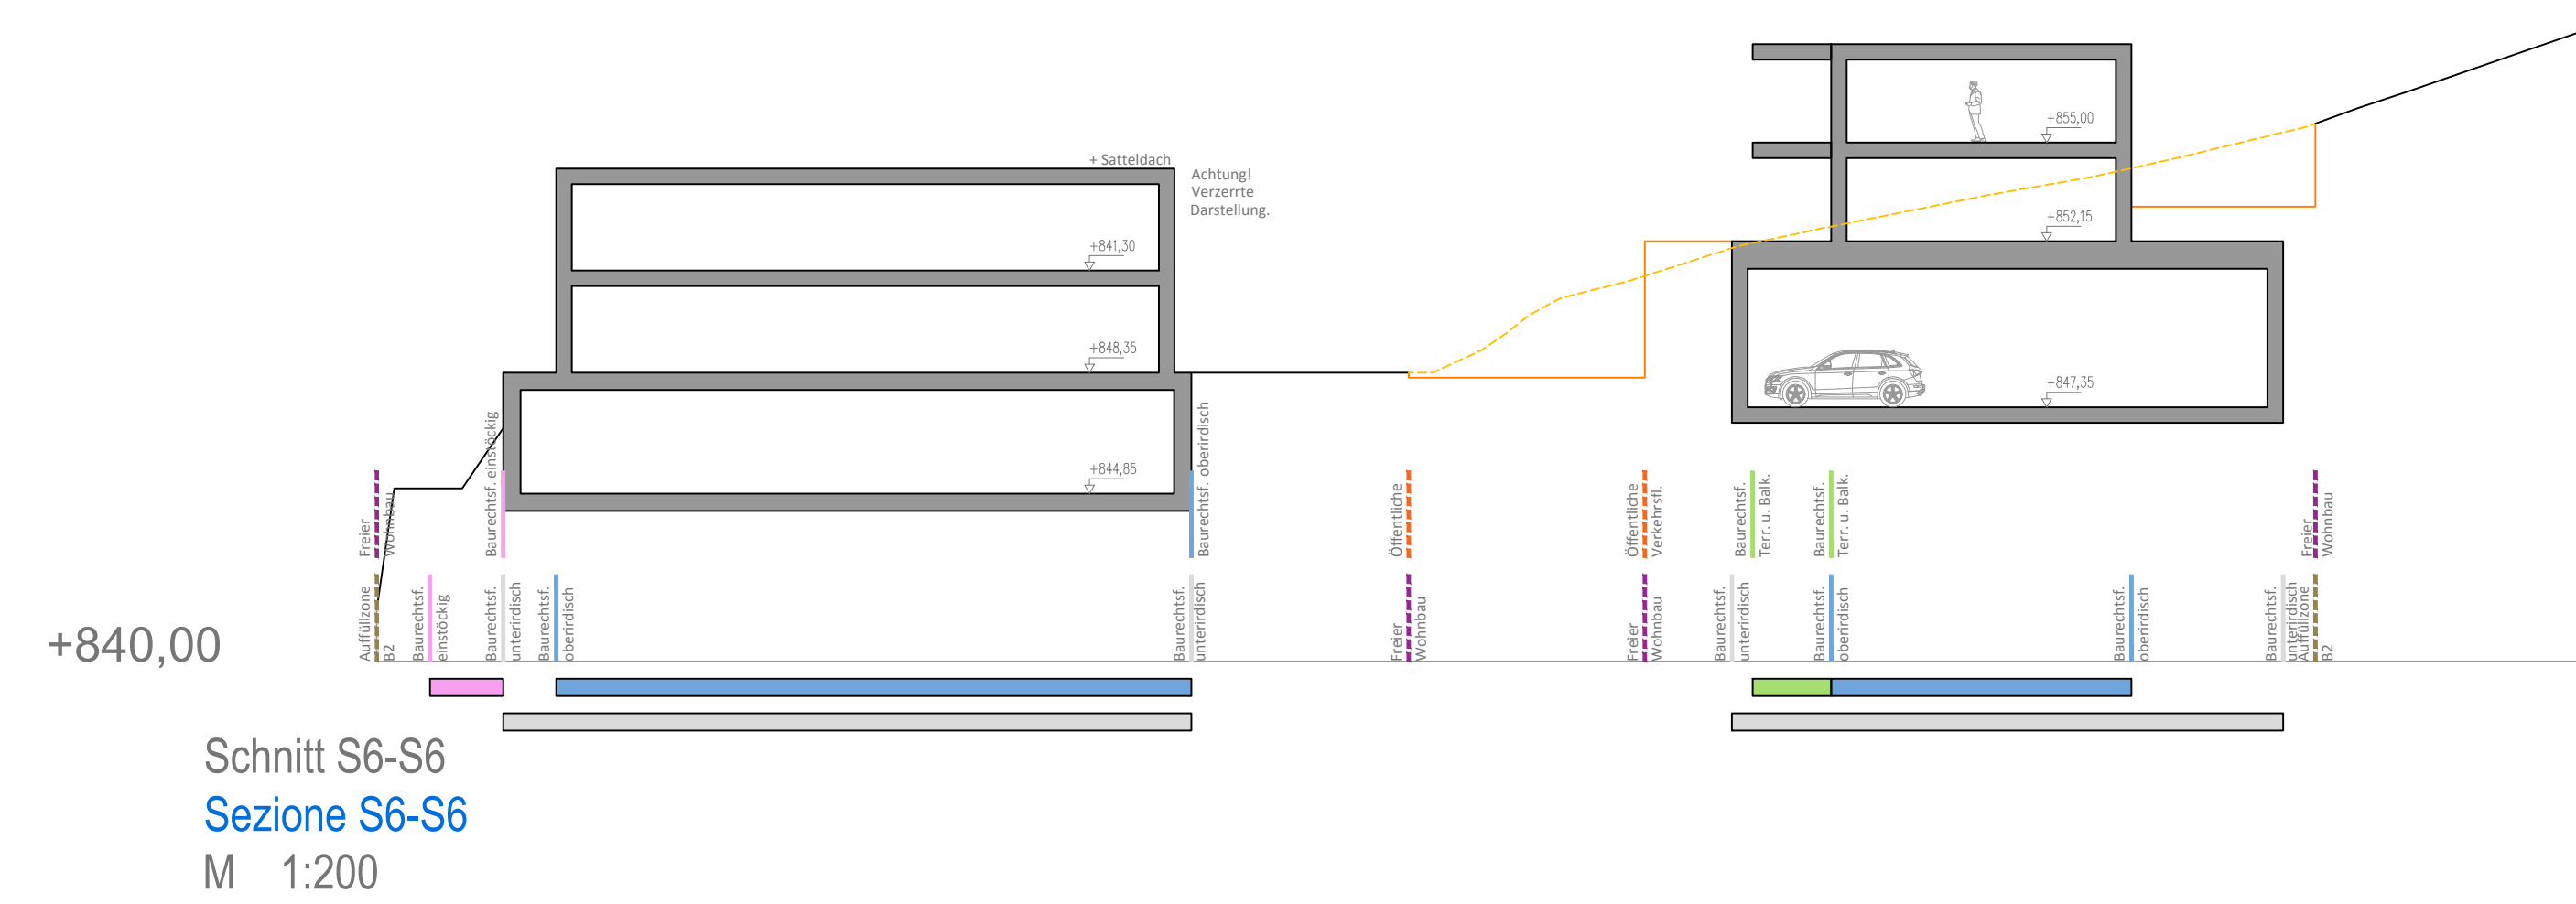 +855,00
+ Satteldach
Achtung!
Verzerrte
Darstellung.
+852,15
+841,30
+848,35
+847,35
+844,85
Freier
Wohnbau
Baurechtsf. einstöckig
Baurechtsf. oberirdisch
Öffentliche
Öffentliche
Verkehrsfl.
Baurechtsf.
Terr. u. Balk.
Baurechtsf.
Terr. u. Balk.
Freier
Wohnbau
+840,00
Auffüllzone
B2
Baurechtsf.
einstöckig
Baurechtsf.
unterirdisch
Baurechtsf.
oberirdisch
Baurechtsf.
unterirdisch
Freier
Wohnbau
Freier
Wohnbau
Baurechtsf.
unterirdisch
Baurechtsf.
oberirdisch
Baurechtsf.
oberirdisch
Baurechtsf.
unterirdisch
Auffüllzone
B2
Schnitt S6-S6
Sezione S6-S6
M 1:200